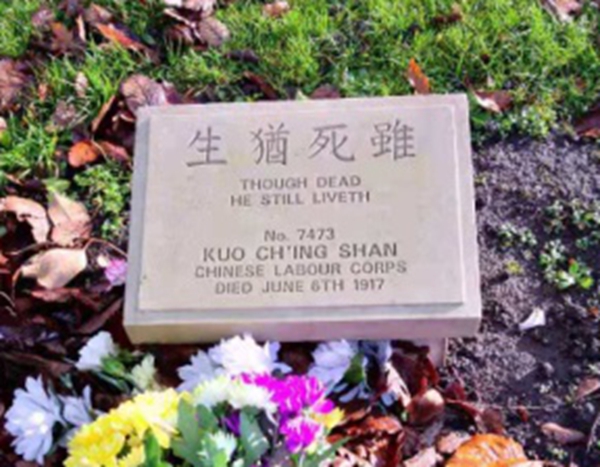 雖死猶生
THOUGH DEAD
HE STILL LIVETH
No. 7473
KUO CH'ING SHAN
CHINESE LABOUR CORPS
DIED JUNE 6TH 1917